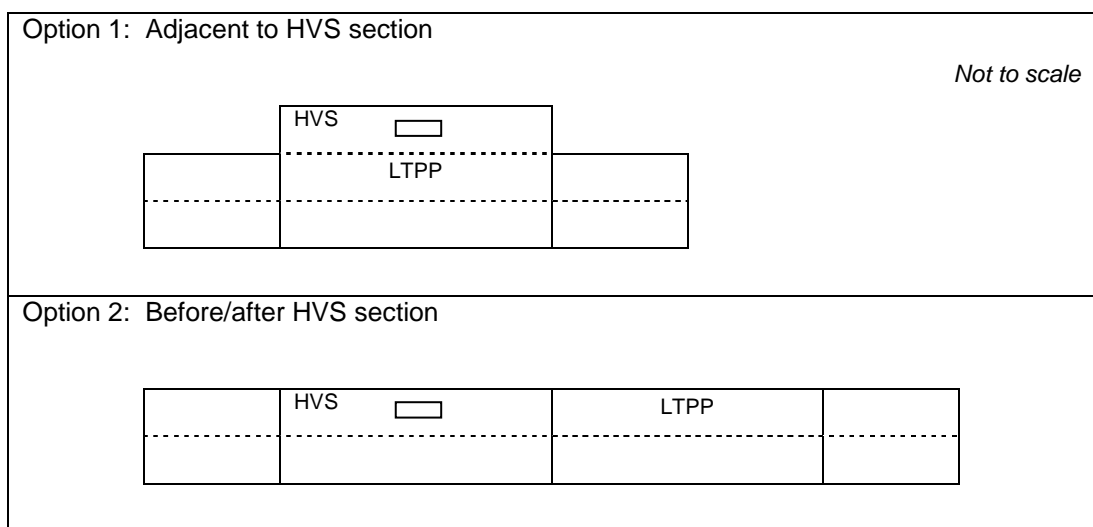 Option 1: Adjacent to HVS section
Not to scale
HVS
LTPP
Option 2: Before/after HVS section
HVS
LTPP